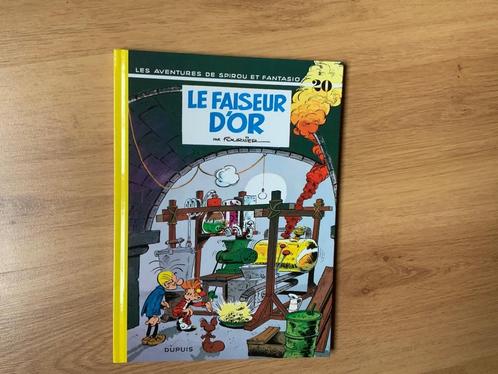 LES AVENTURES DE SPIROU ET FANTASIO
20
LE FAISEUR
D'OR
PAR FOURNIER
DUPUIS